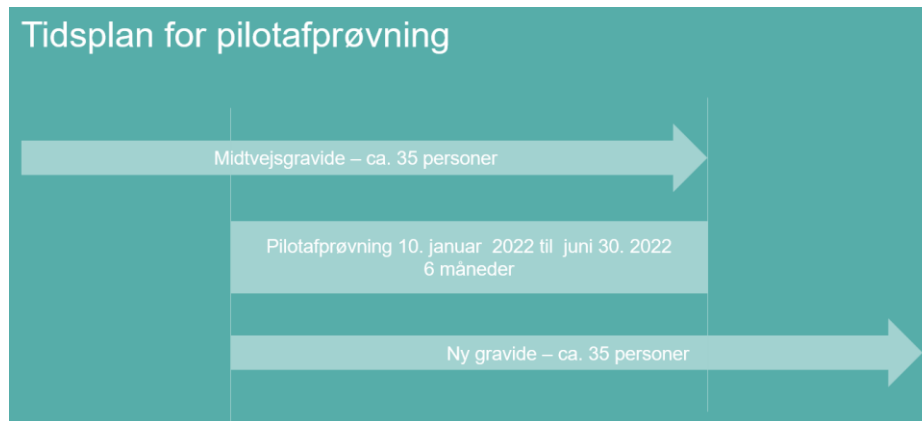 Tidsplan for pilotafprøvning
Midtvejsgravide – ca. 35 personer
Pilotafprøvning 10. januar  2022 til  juni 30. 2022
6 måneder
Ny gravide – ca. 35 personer